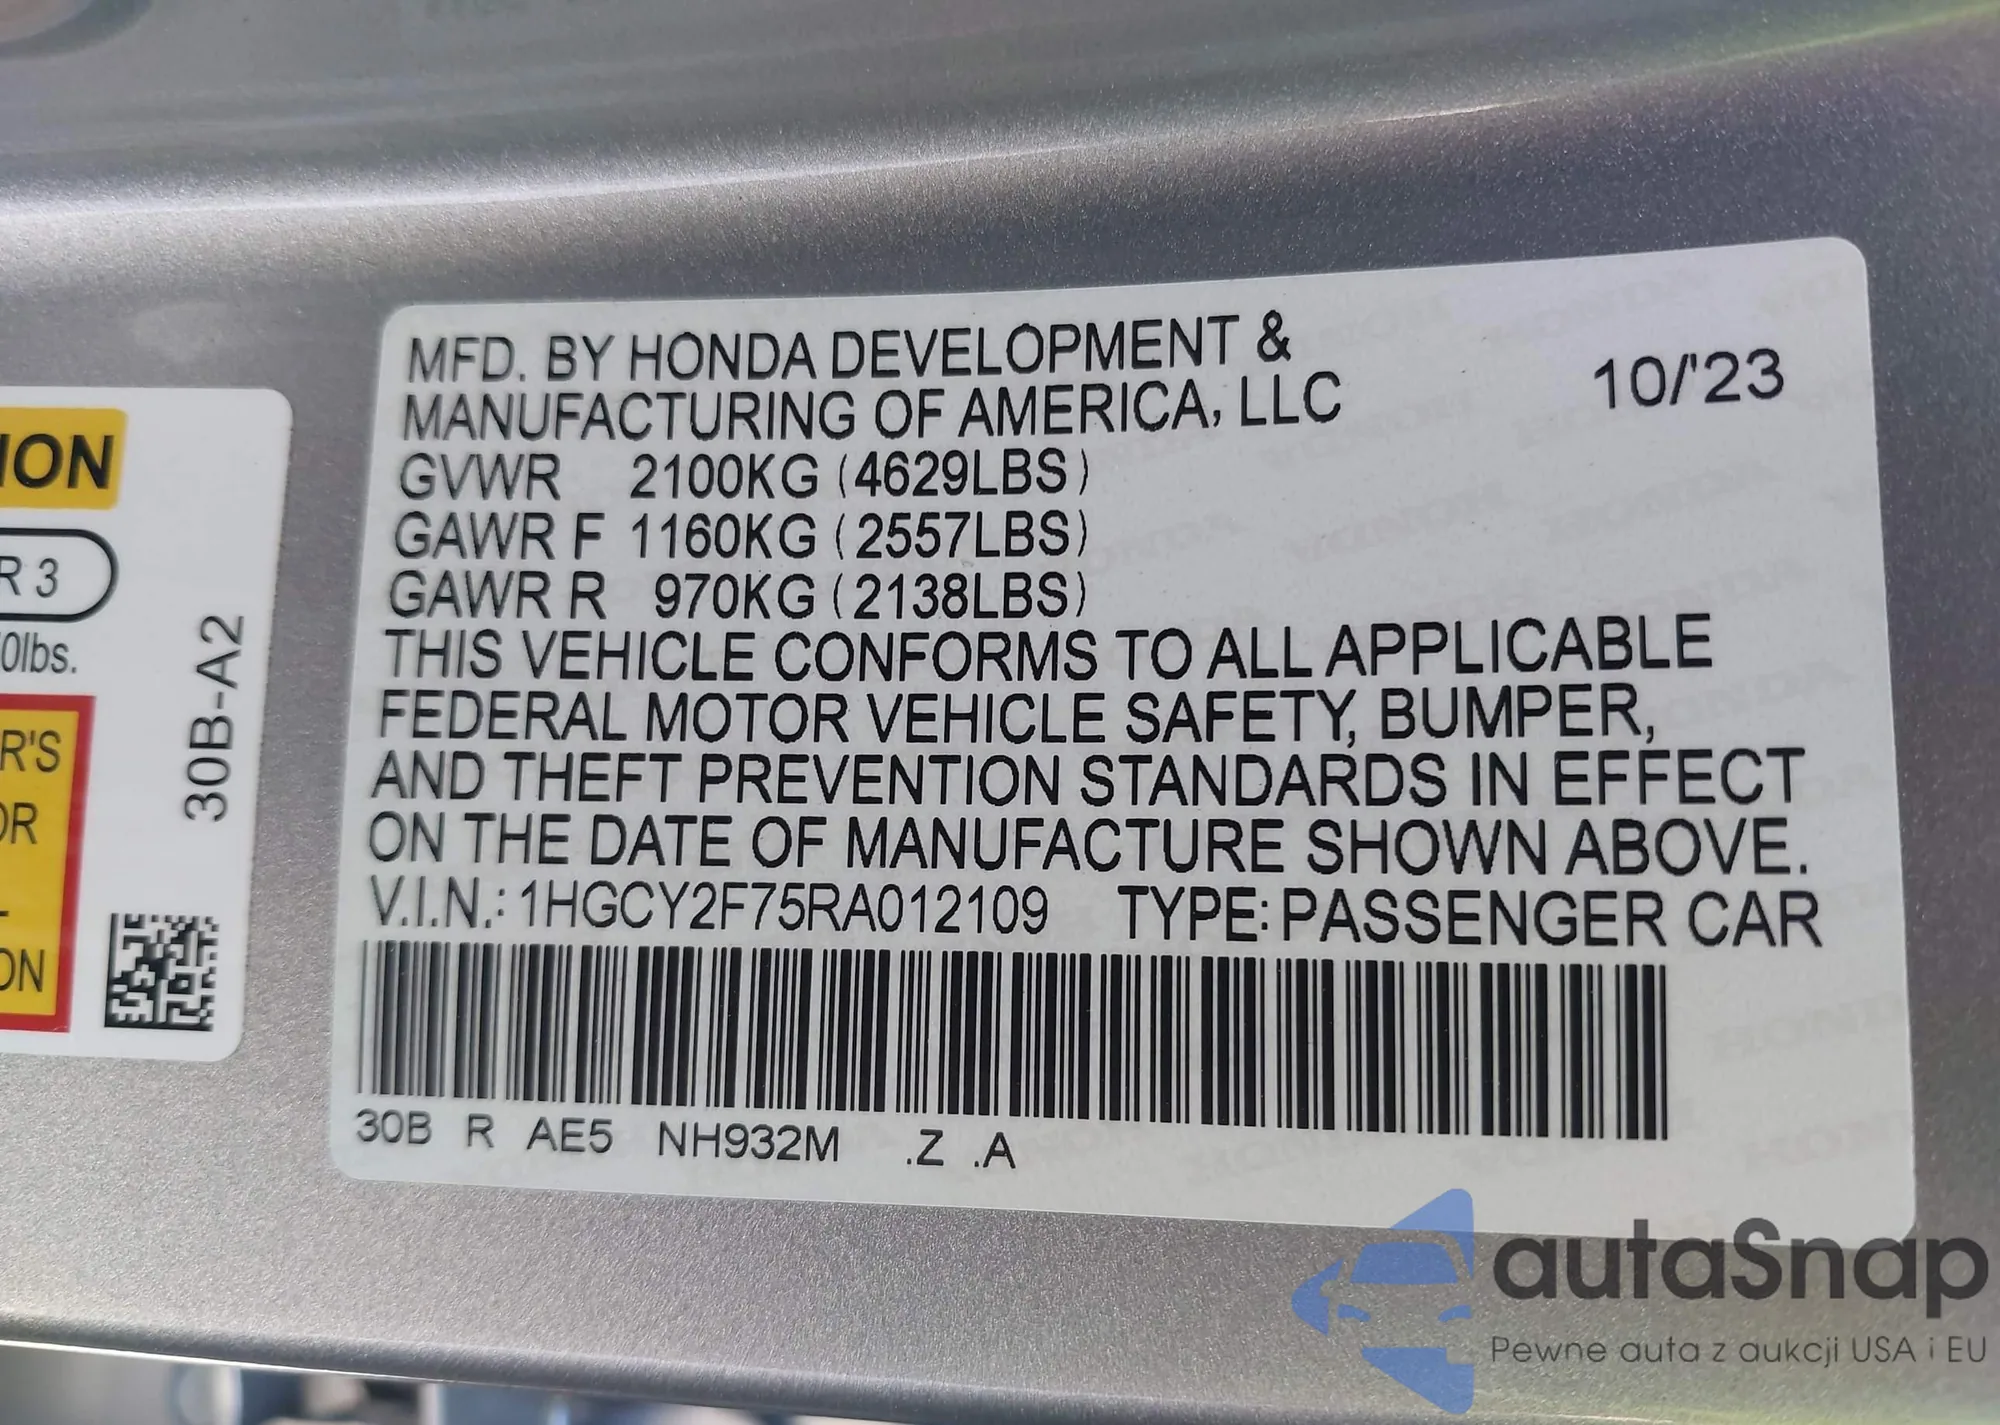 ION
R 3
0lbs.
R'S
OR
ON
30B-A2
MFD. BY HONDA DEVELOPMENT &
MANUFACTURING OF AMERICA, LLC
10/'23
GVWR 2100KG (4629LBS)
GAWR F 1160KG (2557LBS)
GAWR R 970KG (2138LBS)
THIS VEHICLE CONFORMS TO ALL APPLICABLE
FEDERAL MOTOR VEHICLE SAFETY, BUMPER,
AND THEFT PREVENTION STANDARDS IN EFFECT
ON THE DATE OF MANUFACTURE SHOWN ABOVE.
V.I.N.: 1HGCY2F75RA012109 TYPE: PASSENGER CAR
30B R AE5 NH932M .Z .A
autaSnap
Pewne auta z aukcji USA i EU